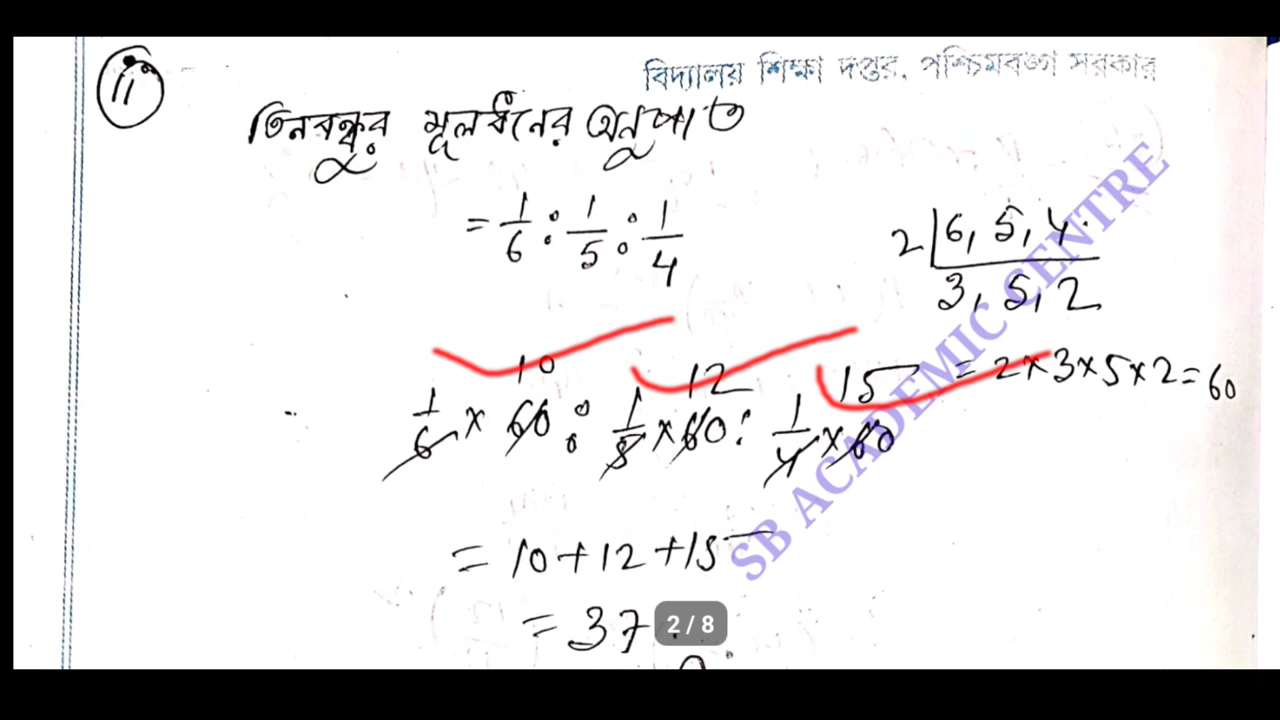 বিদ্যালয় শিক্ষা দপ্তর, পশ্চিমবঙ্গ সরকার
11
তিনবন্ধুর মূলধনের অনুপাত
= 1/6 : 1/5 : 1/4
2 | 6, 5, 4
3, 5, 2
= 2×3×5×2=60
10 12 15
1/6 × 60 : 1/5 × 60 : 1/4 × 60
= 10+12+15
= 37
2 / 8
SB ACADEMIC CENTRE